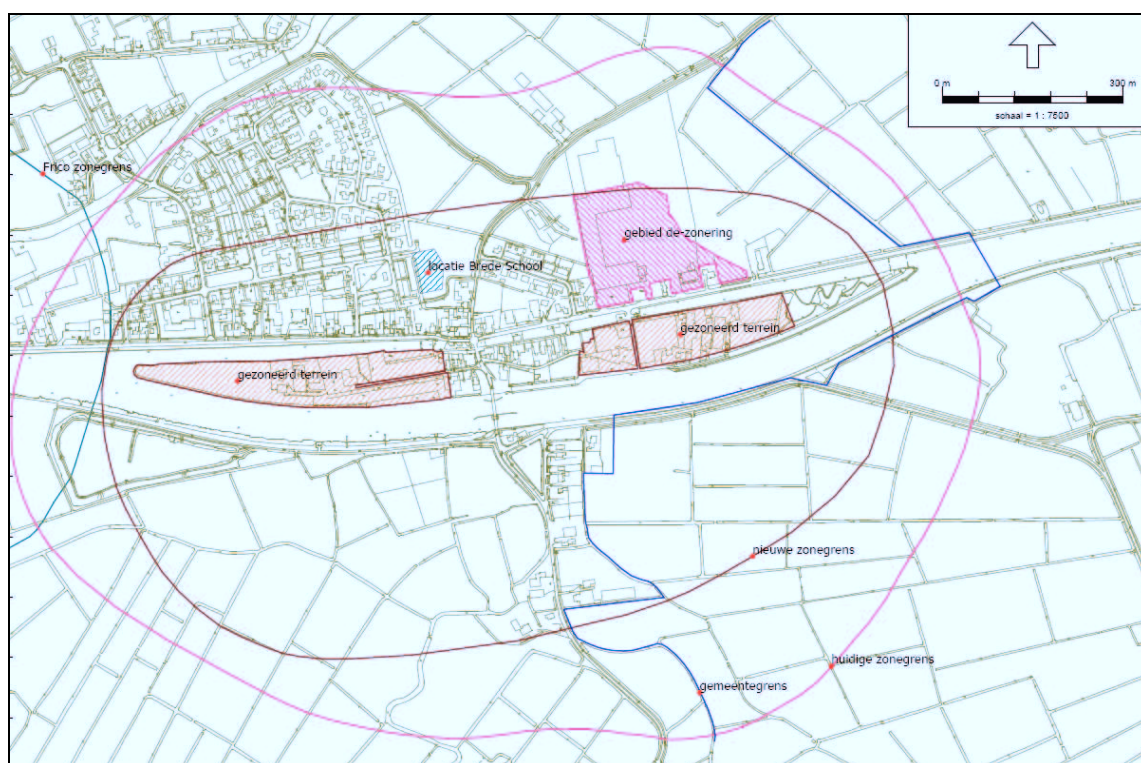 0 m 300 m
schaal = 1 : 7500
Frico zonegrens
gebied de-zonering
locatie Brede School
gezoneerd terrein
gezoneerd terrein
nieuwe zonegrens
huidige zonegrens
gemeentegrens